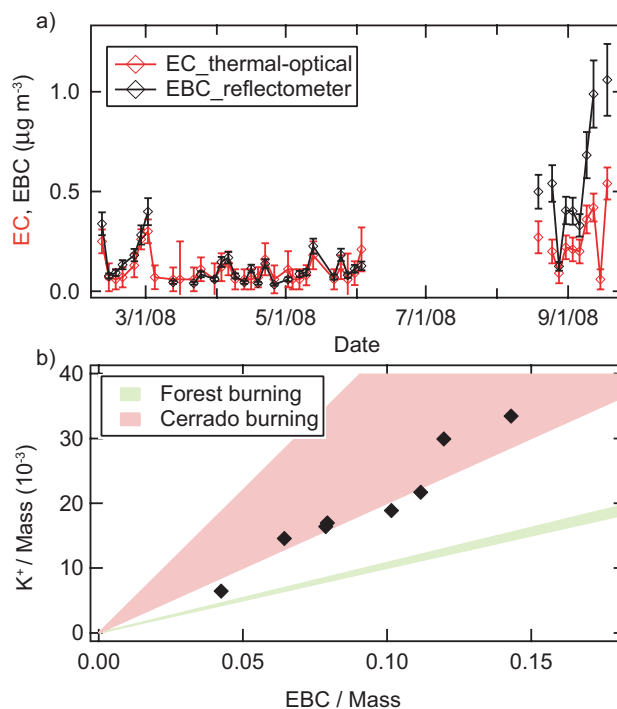 a)
EC_thermal-optical
EBC_reflectometer
EC, EBC (μg m⁻³)
1.0
0.5
0.0
3/1/08 5/1/08 7/1/08 9/1/08
Date
b)
Forest burning
Cerrado burning
K⁺ / Mass (10⁻³)
40
30
20
10
0
0.00 0.05 0.10 0.15
EBC / Mass